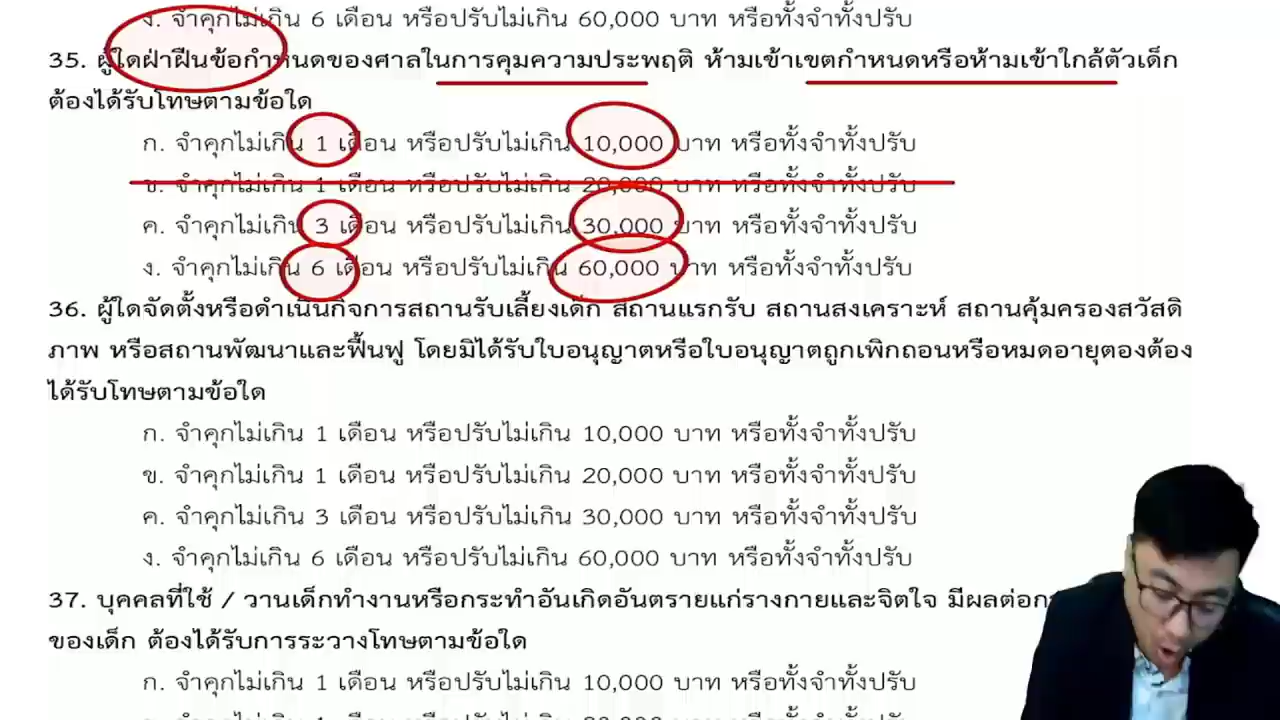 ง. จำคุกไม่เกิน 6 เดือน หรือปรับไม่เกิน 60,000 บาท หรือทั้งจำทั้งปรับ
35. ผู้ใดฝ่าฝืนข้อกำหนดของศาลในการคุมความประพฤติ ห้ามเข้าเขตกำหนดหรือห้ามเข้าใกล้ตัวเด็ก
ต้องได้รับโทษตามข้อใด
ก. จำคุกไม่เกิน 1 เดือน หรือปรับไม่เกิน 10,000 บาท หรือทั้งจำทั้งปรับ
ข. จำคุกไม่เกิน 1 เดือน หรือปรับไม่เกิน 20,000 บาท หรือทั้งจำทั้งปรับ
ค. จำคุกไม่เกิน 3 เดือน หรือปรับไม่เกิน 30,000 บาท หรือทั้งจำทั้งปรับ
ง. จำคุกไม่เกิน 6 เดือน หรือปรับไม่เกิน 60,000 บาท หรือทั้งจำทั้งปรับ
36. ผู้ใดจัดตั้งหรือดำเนินกิจการสถานรับเลี้ยงเด็ก สถานแรกรับ สถานสงเคราะห์ สถานคุ้มครองสวัสดิ
ภาพ หรือสถานพัฒนาและฟื้นฟู โดยมิได้รับใบอนุญาตหรือใบอนุญาตถูกเพิกถอนหรือหมดอายุตองต้อง
ได้รับโทษตามข้อใด
ก. จำคุกไม่เกิน 1 เดือน หรือปรับไม่เกิน 10,000 บาท หรือทั้งจำทั้งปรับ
ข. จำคุกไม่เกิน 1 เดือน หรือปรับไม่เกิน 20,000 บาท หรือทั้งจำทั้งปรับ
ค. จำคุกไม่เกิน 3 เดือน หรือปรับไม่เกิน 30,000 บาท หรือทั้งจำทั้งปรับ
ง. จำคุกไม่เกิน 6 เดือน หรือปรับไม่เกิน 60,000 บาท หรือทั้งจำทั้งปรับ
37. บุคคลที่ใช้ / วานเด็กทำงานหรือกระทำอันเกิดอันตรายแก่ร่างกายและจิตใจ มีผลต่อ
ของเด็ก ต้องได้รับการระวางโทษตามข้อใด
ก. จำคุกไม่เกิน 1 เดือน หรือปรับไม่เกิน 10,000 บาท หรือทั้งจำทั้งปรับ